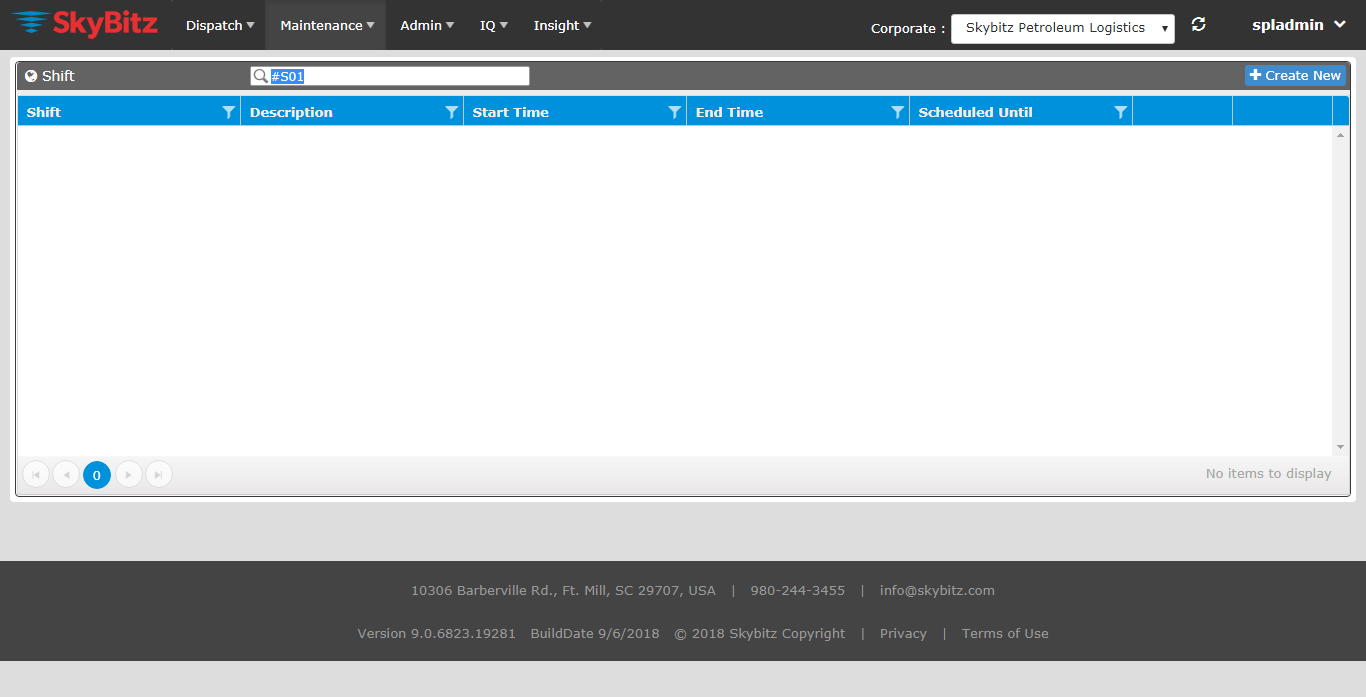 SkyBitz Dispatch Maintenance Admin IQ Insight Corporate : Skybitz Petroleum Logistics spladmin
Shift #S01 Create New
Shift Description Start Time End Time Scheduled Until
0 No items to display
10306 Barberville Rd., Ft. Mill, SC 29707, USA | 980-244-3455 | info@skybitz.com
Version 9.0.6823.19281 BuildDate 9/6/2018 © 2018 Skybitz Copyright | Privacy | Terms of Use